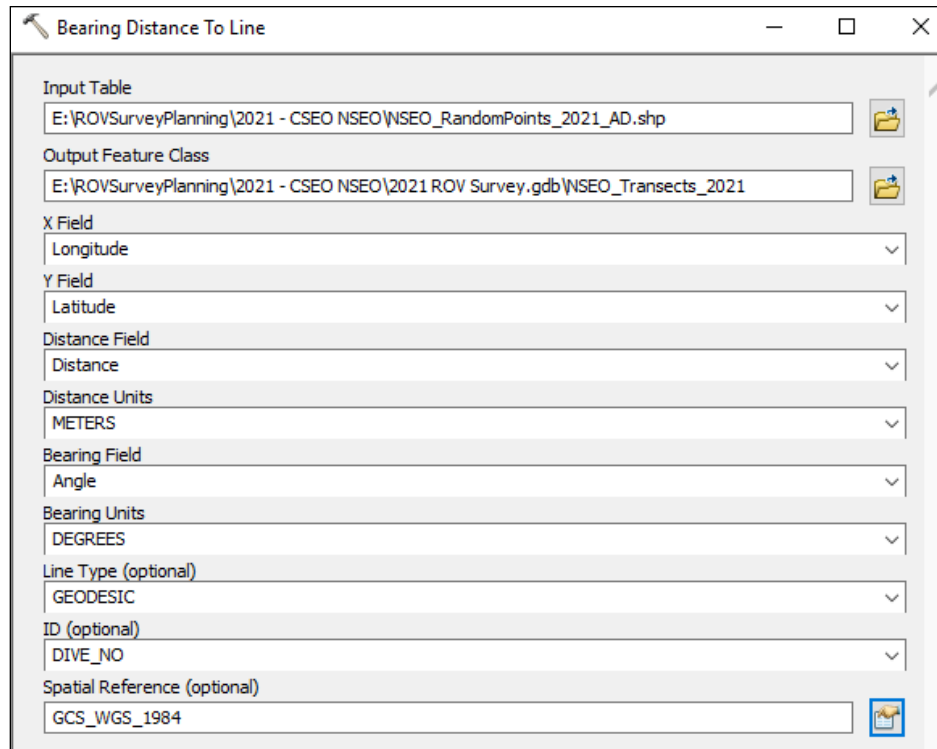 Bearing Distance To Line
Input Table
E:\ROVSurveyPlanning\2021 - CSEO NSEO\NSEO_RandomPoints_2021_AD.shp
Output Feature Class
E:\ROVSurveyPlanning\2021 - CSEO NSEO\2021 ROV Survey.gdb\NSEO_Transects_2021
X Field
Longitude
Y Field
Latitude
Distance Field
Distance
Distance Units
METERS
Bearing Field
Angle
Bearing Units
DEGREES
Line Type (optional)
GEODESIC
ID (optional)
DIVE_NO
Spatial Reference (optional)
GCS_WGS_1984